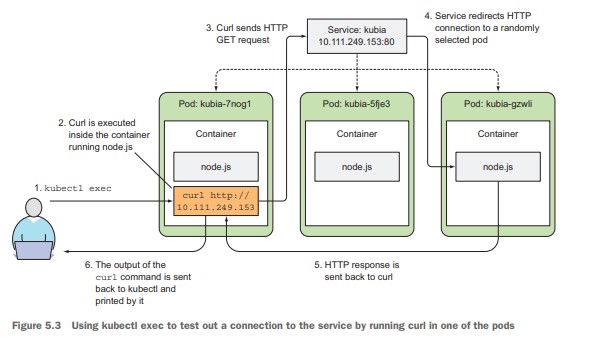 3. Curl sends HTTP
GET request
Service: kubia
10.111.249.153:80
4. Service redirects HTTP
connection to a randomly
selected pod
Pod: kubia-7nog1
Pod: kubia-5fje3
Pod: kubia-gzwli
2. Curl is executed
inside the container
running node.js
Container
Container
Container
node.js
node.js
node.js
1. kubectl exec
curl http://
10.111.249.153
6. The output of the
curl command is sent
back to kubectl and
printed by it
5. HTTP response is
sent back to curl
Figure 5.3 Using kubectl exec to test out a connection to the service by running curl in one of the pods